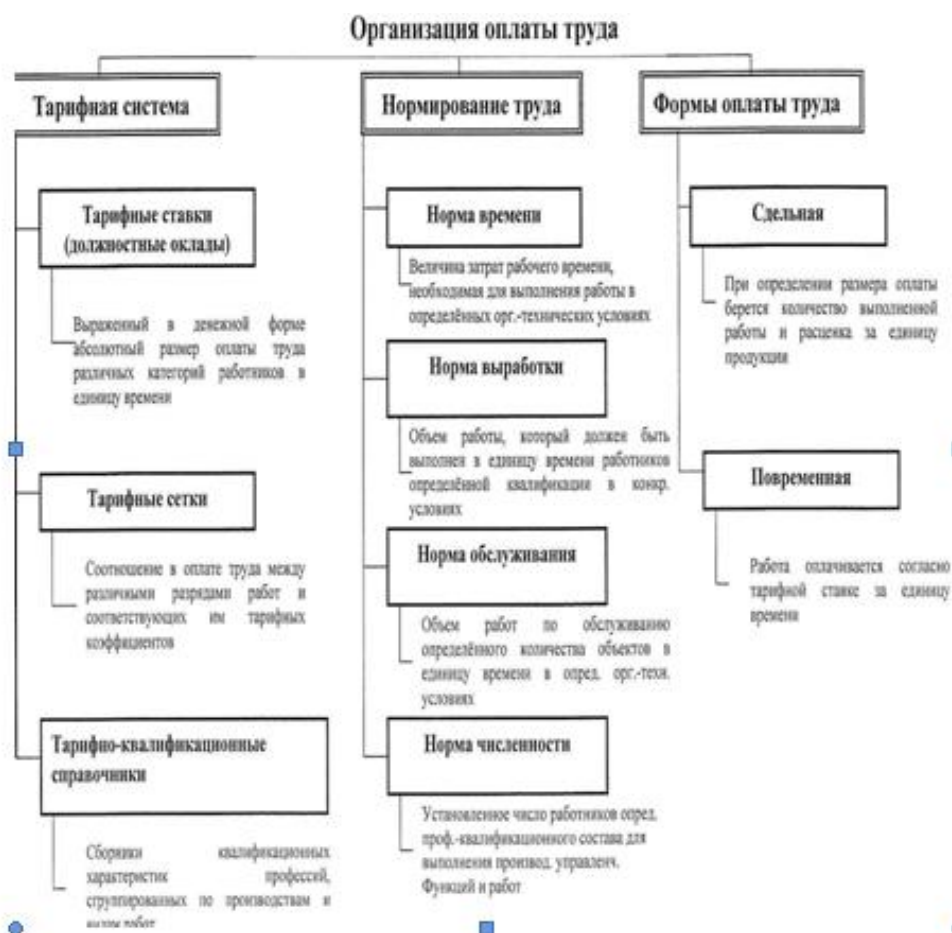 Организация оплаты труда
Тарифная система
Тарифные ставки
(должностные оклады)
Выраженный в денежной форме
абсолютный размер оплаты труда
различных категорий работников в
единицу времени
Тарифные сетки
Соотношение в оплате труда между
различными разрядами работ и
соответствующих им тарифных
коэффициентов
Тарифно-квалификационные
справочники
Сборники квалификационных
характеристик профессий,
сгруппированных по производствам и
видам работ
Нормирование труда
Норма времени
Величина затрат рабочего времени,
необходимая для выполнения работы в
определённых орг.-технических условиях
Норма выработки
Объем работы, который должен быть
выполнен в единицу времени работников
определённой квалификации в конкр.
условиях
Норма обслуживания
Объем работ по обслуживанию
определённого количества объектов в
единицу времени в опред. орг.-техн.
условиях
Норма численности
Установленное число работников опред.
проф.-квалификационного состава для
выполнения производ. управленч.
Функций и работ
Формы оплаты труда
Сдельная
При определении размера оплаты
берется количество выполненной
работы и расценка за единицу
продукции
Повременная
Работа оплачивается согласно
тарифной ставке за единицу
времени